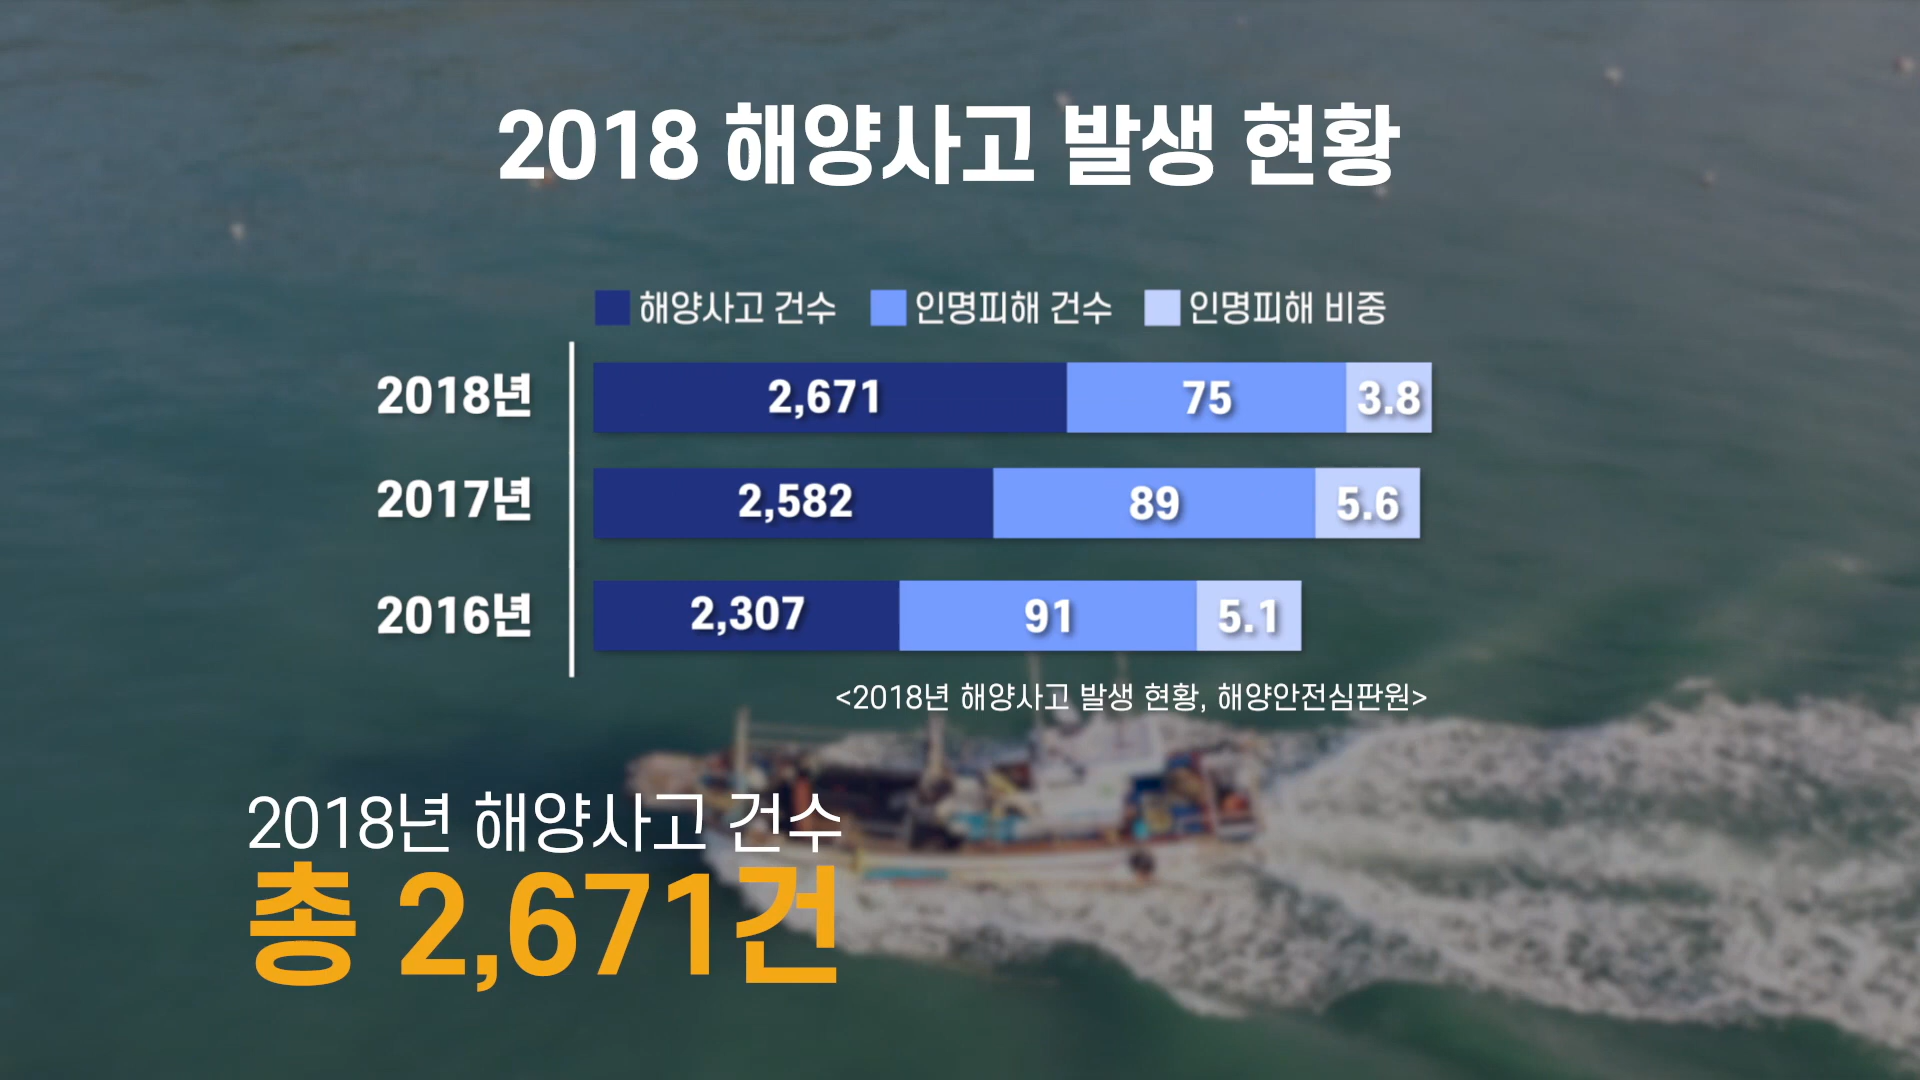 2018 해양사고 발생 현황
해양사고 건수 인명피해 건수 인명피해 비중
2018년 2,671 75 3.8
2017년 2,582 89 5.6
2016년 2,307 91 5.1
<2018년 해양사고 발생 현황, 해양안전심판원>
2018년 해양사고 건수
총 2,671건